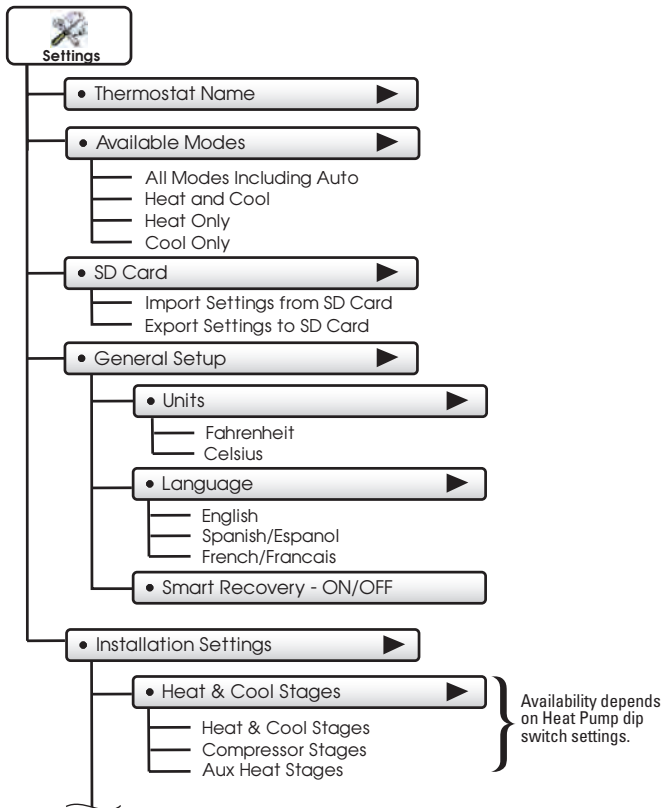 Settings
• Thermostat Name
• Available Modes
All Modes Including Auto
Heat and Cool
Heat Only
Cool Only
• SD Card
Import Settings from SD Card
Export Settings to SD Card
• General Setup
• Units
Fahrenheit
Celsius
• Language
English
Spanish/Espanol
French/Francais
• Smart Recovery - ON/OFF
• Installation Settings
• Heat & Cool Stages
Heat & Cool Stages
Compressor Stages
Aux Heat Stages
Availability depends
on Heat Pump dip
switch settings.